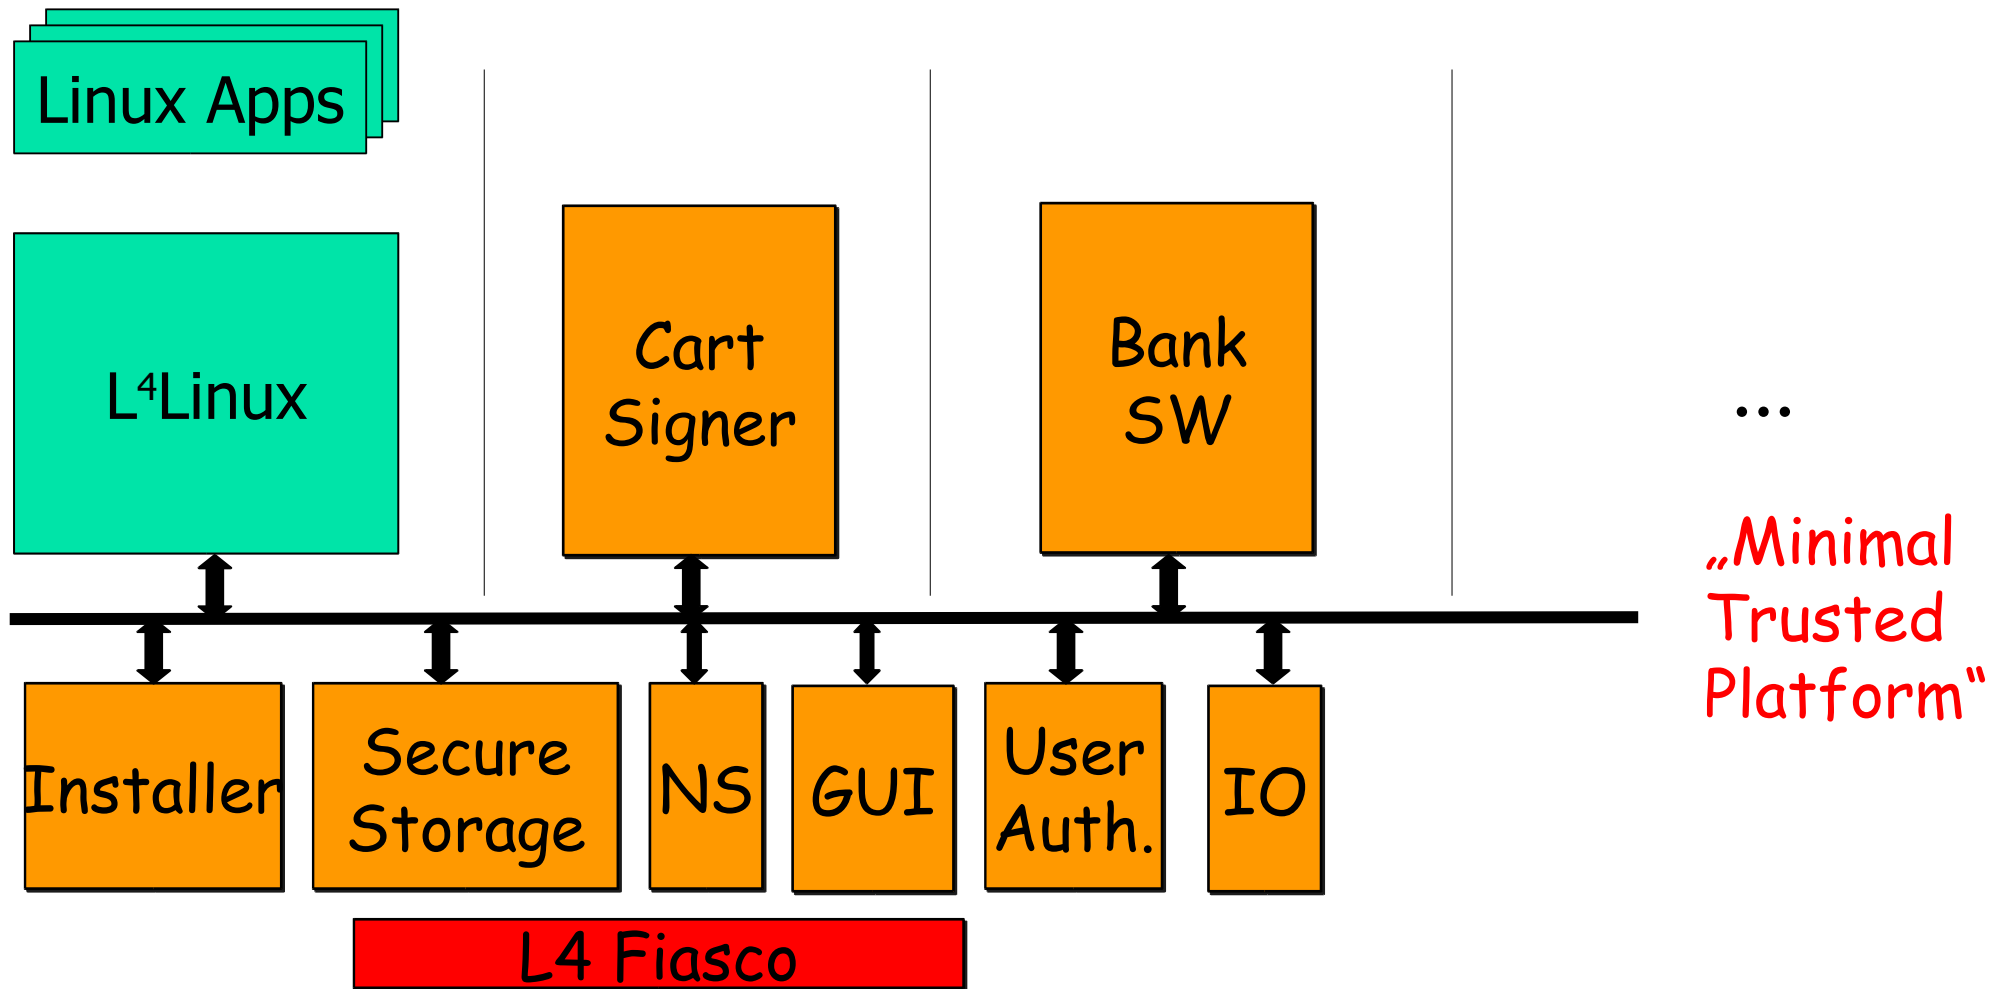 Linux Apps
L⁴Linux
Cart
Signer
Bank
SW
...
„Minimal
Trusted
Platform“
Installer
Secure
Storage
NS
GUI
User
Auth.
IO
L4 Fiasco